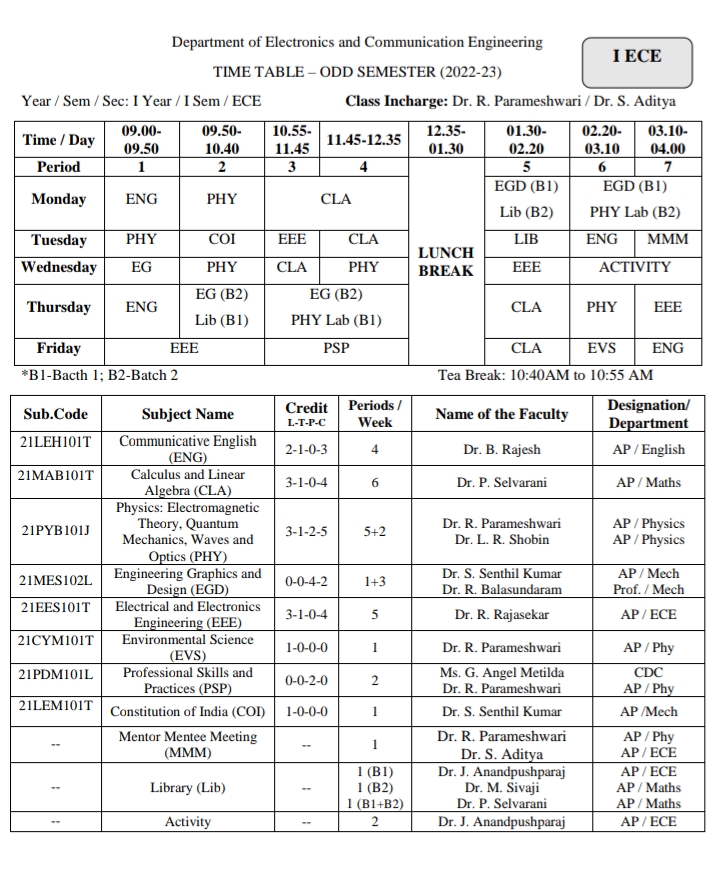 Department of Electronics and Communication Engineering
I ECE
TIME TABLE – ODD SEMESTER (2022-23)
Year / Sem / Sec: I Year / I Sem / ECE Class Incharge: Dr. R. Parameshwari / Dr. S. Aditya
Time / Day 09.00-09.50 09.50-10.40 10.55-11.45 11.45-12.35 12.35-01.30 01.30-02.20 02.20-03.10 03.10-04.00
Period 1 2 3 4 LUNCH BREAK 5 6 7
Monday ENG PHY CLA EGD (B1) Lib (B2) EGD (B1) PHY Lab (B2)
Tuesday PHY COI EEE CLA LIB ENG MMM
Wednesday EG PHY CLA PHY EEE ACTIVITY
Thursday ENG EG (B2) Lib (B1) EG (B2) PHY Lab (B1) CLA PHY EEE
Friday EEE PSP CLA EVS ENG
*B1-Bacth 1; B2-Batch 2 Tea Break: 10:40AM to 10:55 AM
Sub.Code Subject Name Credit L-T-P-C Periods / Week Name of the Faculty Designation/ Department
21LEH101T Communicative English (ENG) 2-1-0-3 4 Dr. B. Rajesh AP / English
21MAB101T Calculus and Linear Algebra (CLA) 3-1-0-4 6 Dr. P. Selvarani AP / Maths
21PYB101J Physics: Electromagnetic Theory, Quantum Mechanics, Waves and Optics (PHY) 3-1-2-5 5+2 Dr. R. Parameshwari Dr. L. R. Shobin AP / Physics AP / Physics
21MES102L Engineering Graphics and Design (EGD) 0-0-4-2 1+3 Dr. S. Senthil Kumar Dr. R. Balasundaram AP / Mech Prof. / Mech
21EES101T Electrical and Electronics Engineering (EEE) 3-1-0-4 5 Dr. R. Rajasekar AP / ECE
21CYM101T Environmental Science (EVS) 1-0-0-0 1 Dr. R. Parameshwari AP / Phy
21PDM101L Professional Skills and Practices (PSP) 0-0-2-0 2 Ms. G. Angel Metilda Dr. R. Parameshwari CDC AP / Phy
21LEM101T Constitution of India (COI) 1-0-0-0 1 Dr. S. Senthil Kumar AP /Mech
-- Mentor Mentee Meeting (MMM) -- 1 Dr. R. Parameshwari Dr. S. Aditya AP / Phy AP / ECE
-- Library (Lib) -- 1 (B1) 1 (B2) 1 (B1+B2) Dr. J. Anandpushparaj Dr. M. Sivaji Dr. P. Selvarani AP / ECE AP / Maths AP / Maths
-- Activity -- 2 Dr. J. Anandpushparaj AP / ECE